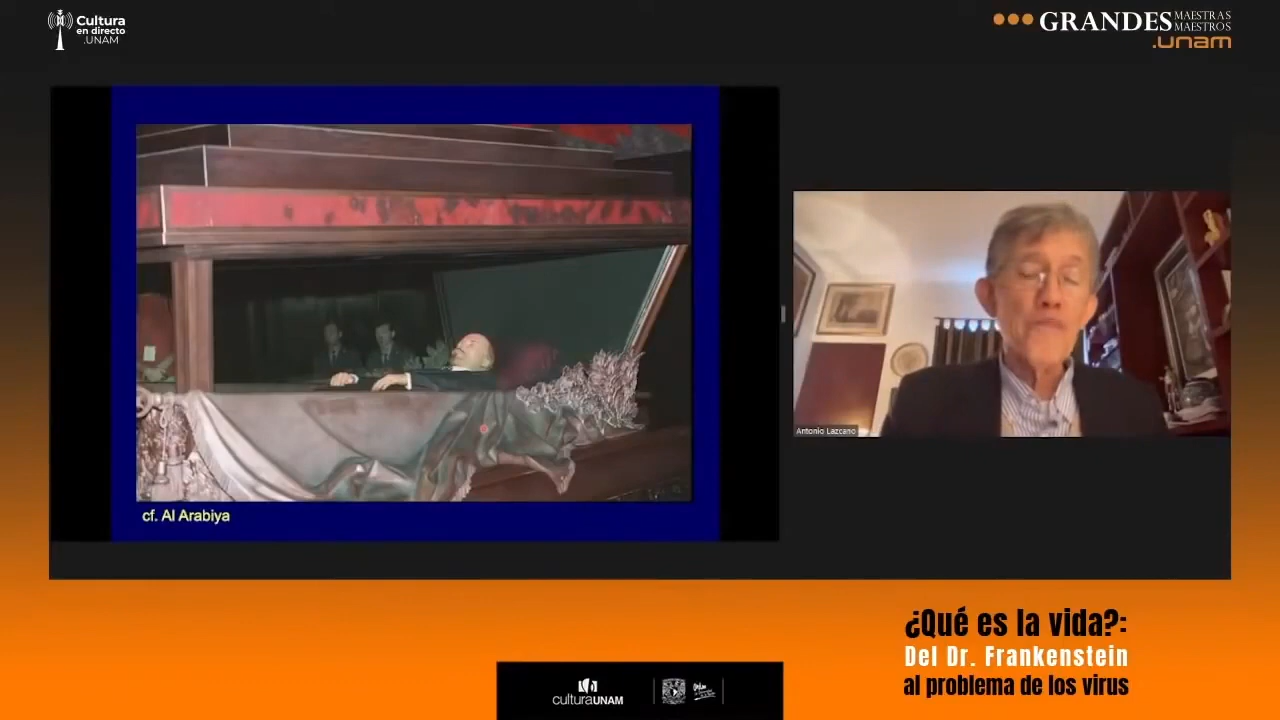 Cultura
en directo
.UNAM
GRANDES MAESTRAS
MAESTROS
.unam
cf. Al Arabiya
Antonio Lazcano
¿Qué es la vida?:
Del Dr. Frankenstein
al problema de los virus
culturaUNAM